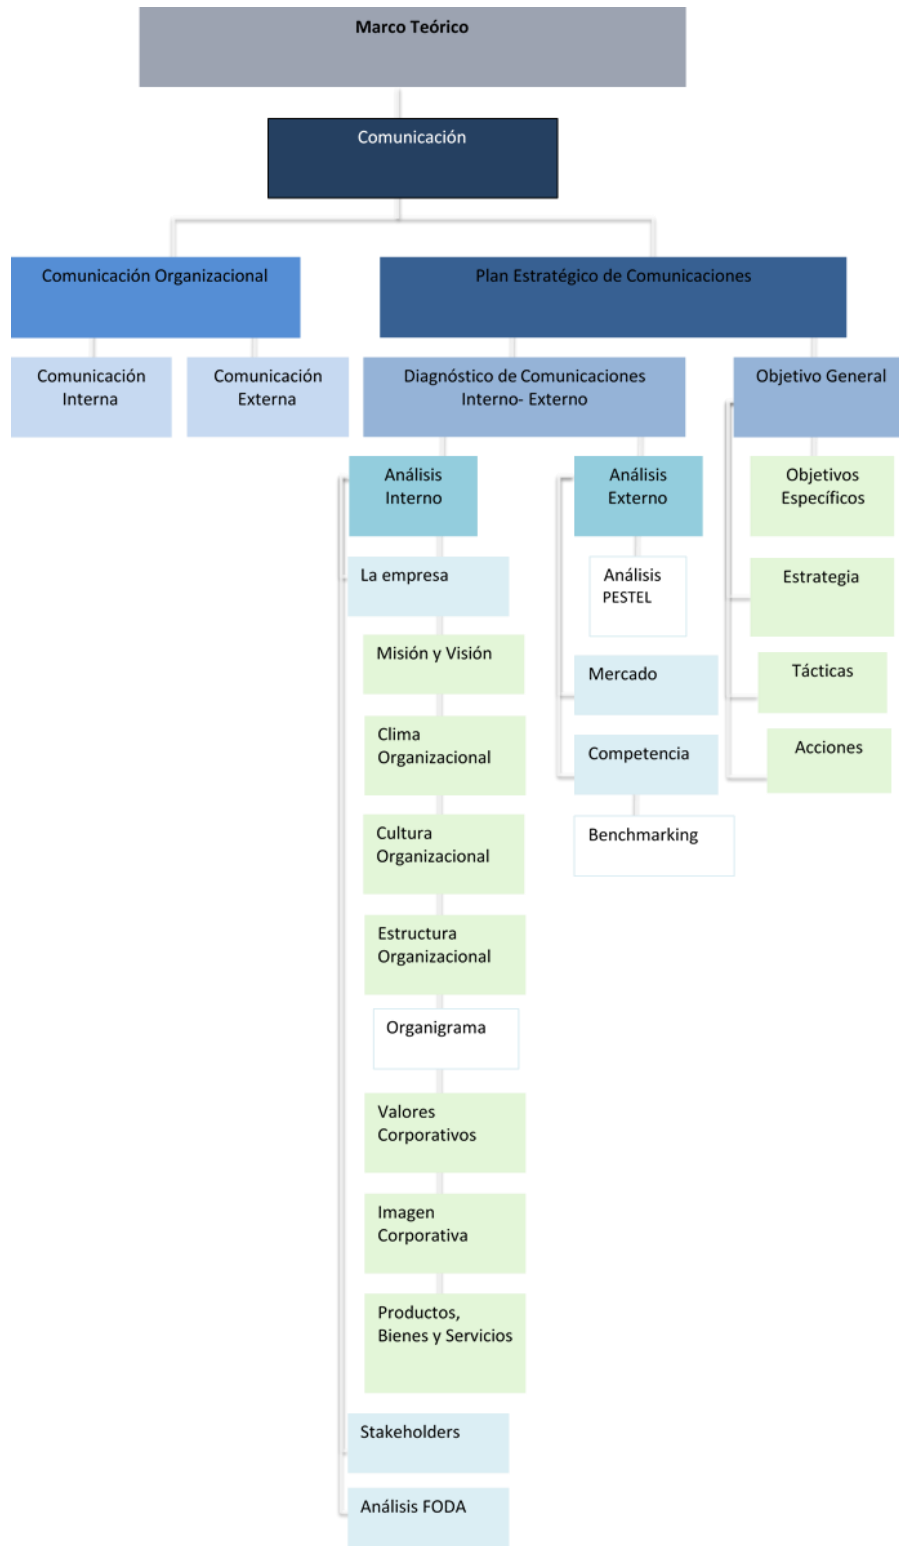 Marco Teórico
Comunicación
Comunicación Organizacional
Plan Estratégico de Comunicaciones
Comunicación
Interna
Comunicación
Externa
Diagnóstico de Comunicaciones
Interno- Externo
Objetivo General
Análisis
Interno
Análisis
Externo
Objetivos
Específicos
La empresa
Análisis
PESTEL
Estrategia
Misión y Visión
Mercado
Tácticas
Clima
Organizacional
Competencia
Acciones
Cultura
Organizacional
Benchmarking
Estructura
Organizacional
Organigrama
Valores
Corporativos
Imagen
Corporativa
Productos,
Bienes y Servicios
Stakeholders
Análisis FODA